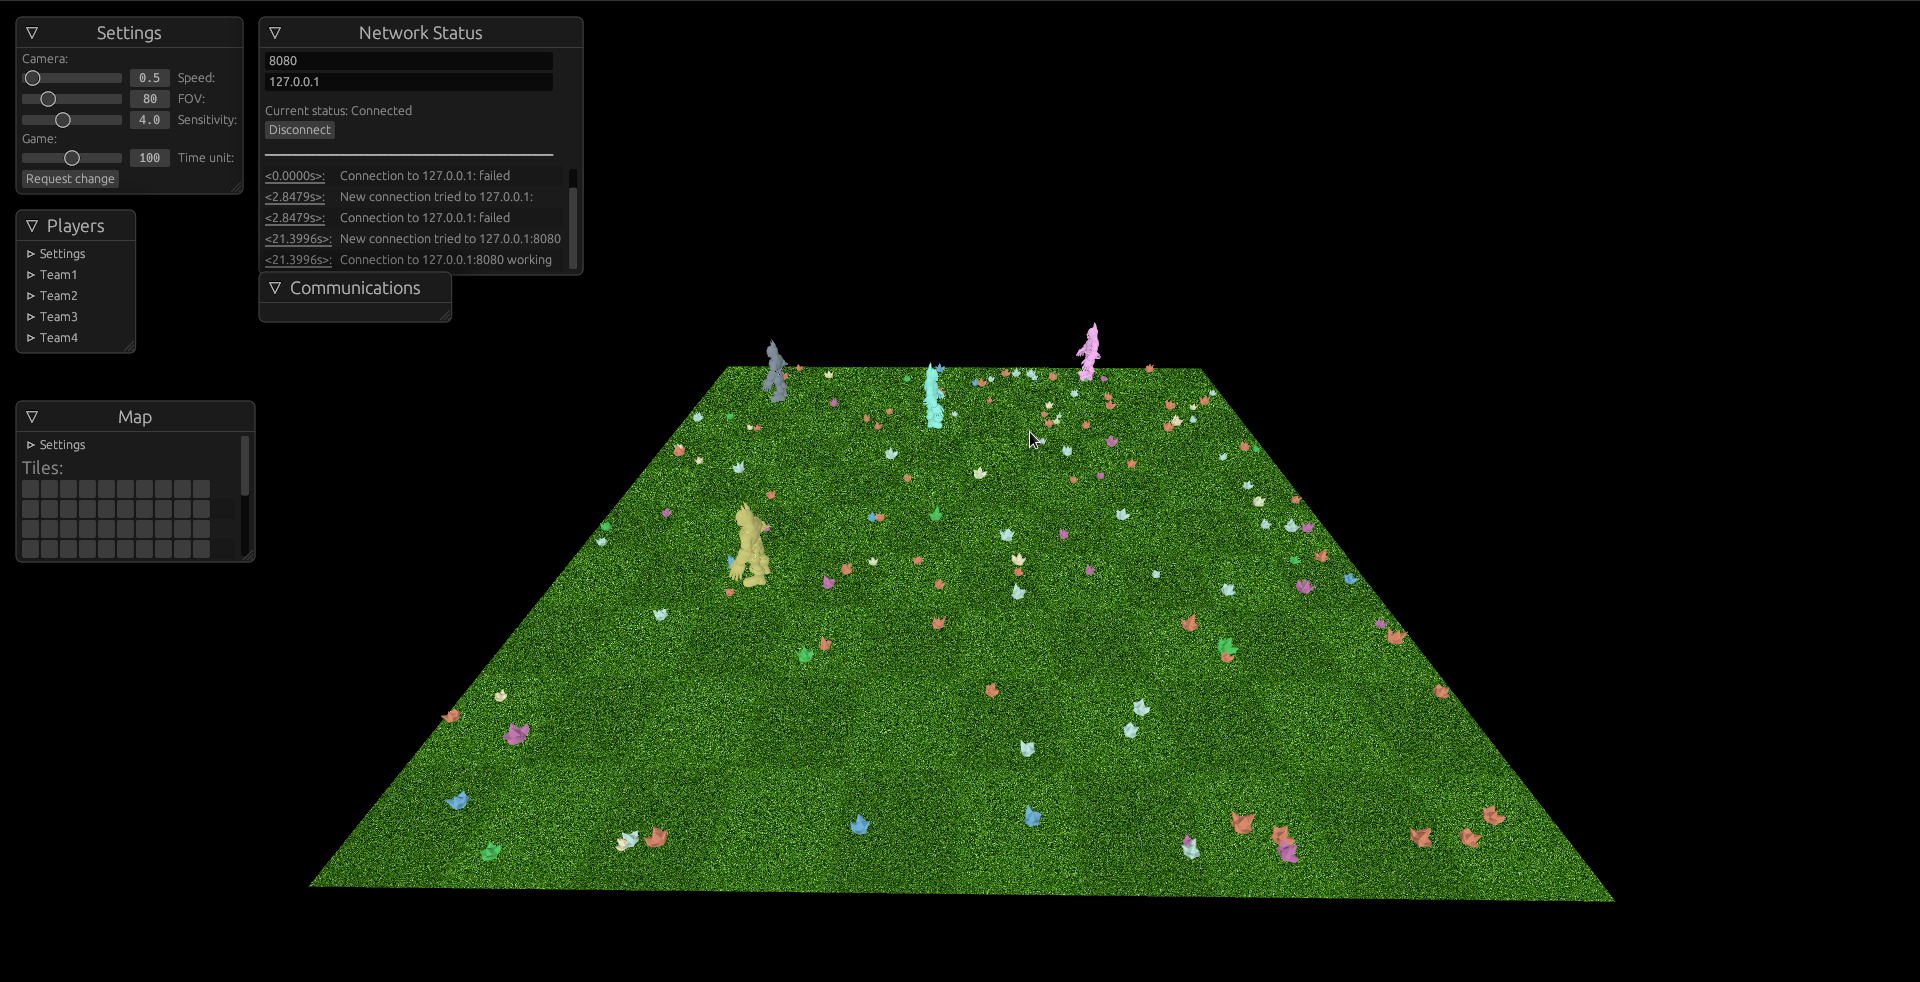 Settings
Camera:
0.5 Speed:
80 FOV:
4.0 Sensitivity:
Game:
100 Time unit:
Request change
Network Status
8080
127.0.0.1
Current status: Connected
Disconnect
<0.0000s>: Connection to 127.0.0.1: failed
<2.8479s>: New connection tried to 127.0.0.1:
<2.8479s>: Connection to 127.0.0.1: failed
<21.3996s>: New connection tried to 127.0.0.1:8080
<21.3996s>: Connection to 127.0.0.1:8080 working
Communications
Players
Settings
Team1
Team2
Team3
Team4
Map
Settings
Tiles: